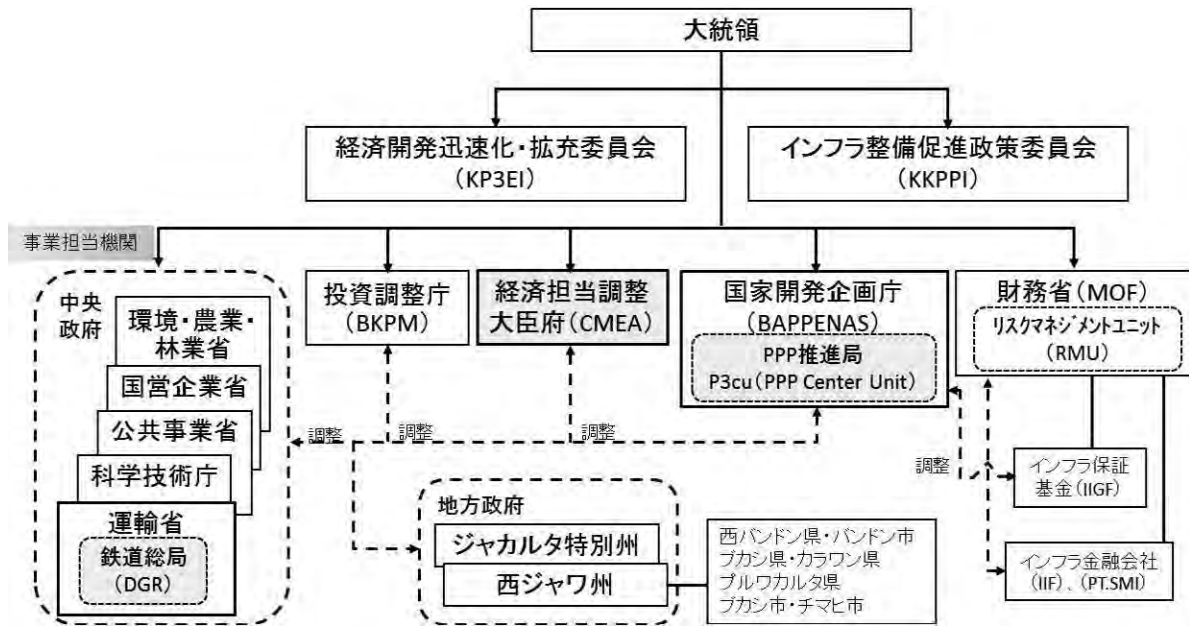 大統領
経済開発迅速化・拡充委員会
(KP3EI)
インフラ整備促進政策委員会
(KKPPI)
事業担当機関
中央
政府
環境・農業・
林業省
国営企業省
公共事業省
科学技術庁
運輸省
鉄道総局
(DGR)
投資調整庁
(BKPM)
経済担当調整
大臣府(CMEA)
国家開発企画庁
(BAPPENAS)
PPP推進局
P3cu(PPP Center Unit)
財務省(MOF)
リスクマネジメントユニット
(RMU)
調整
調整
調整
調整
インフラ保証
基金(IIGF)
インフラ金融会社
(IIF)、(PT.SMI)
地方政府
ジャカルタ特別州
西ジャワ州
西バンドン県・バンドン市
ブカシ県・カラワン県
プルワカルタ県
ブカシ市・チマヒ市